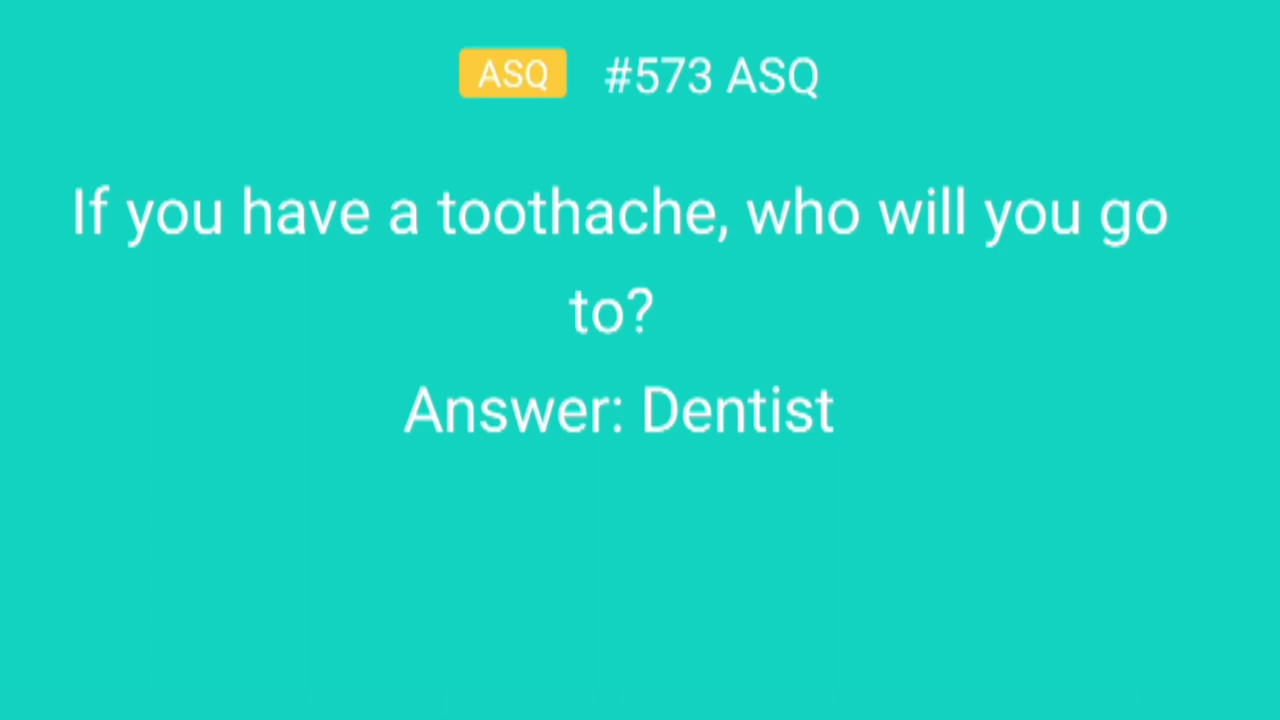 ASQ #573 ASQ
If you have a toothache, who will you go
to?
Answer: Dentist